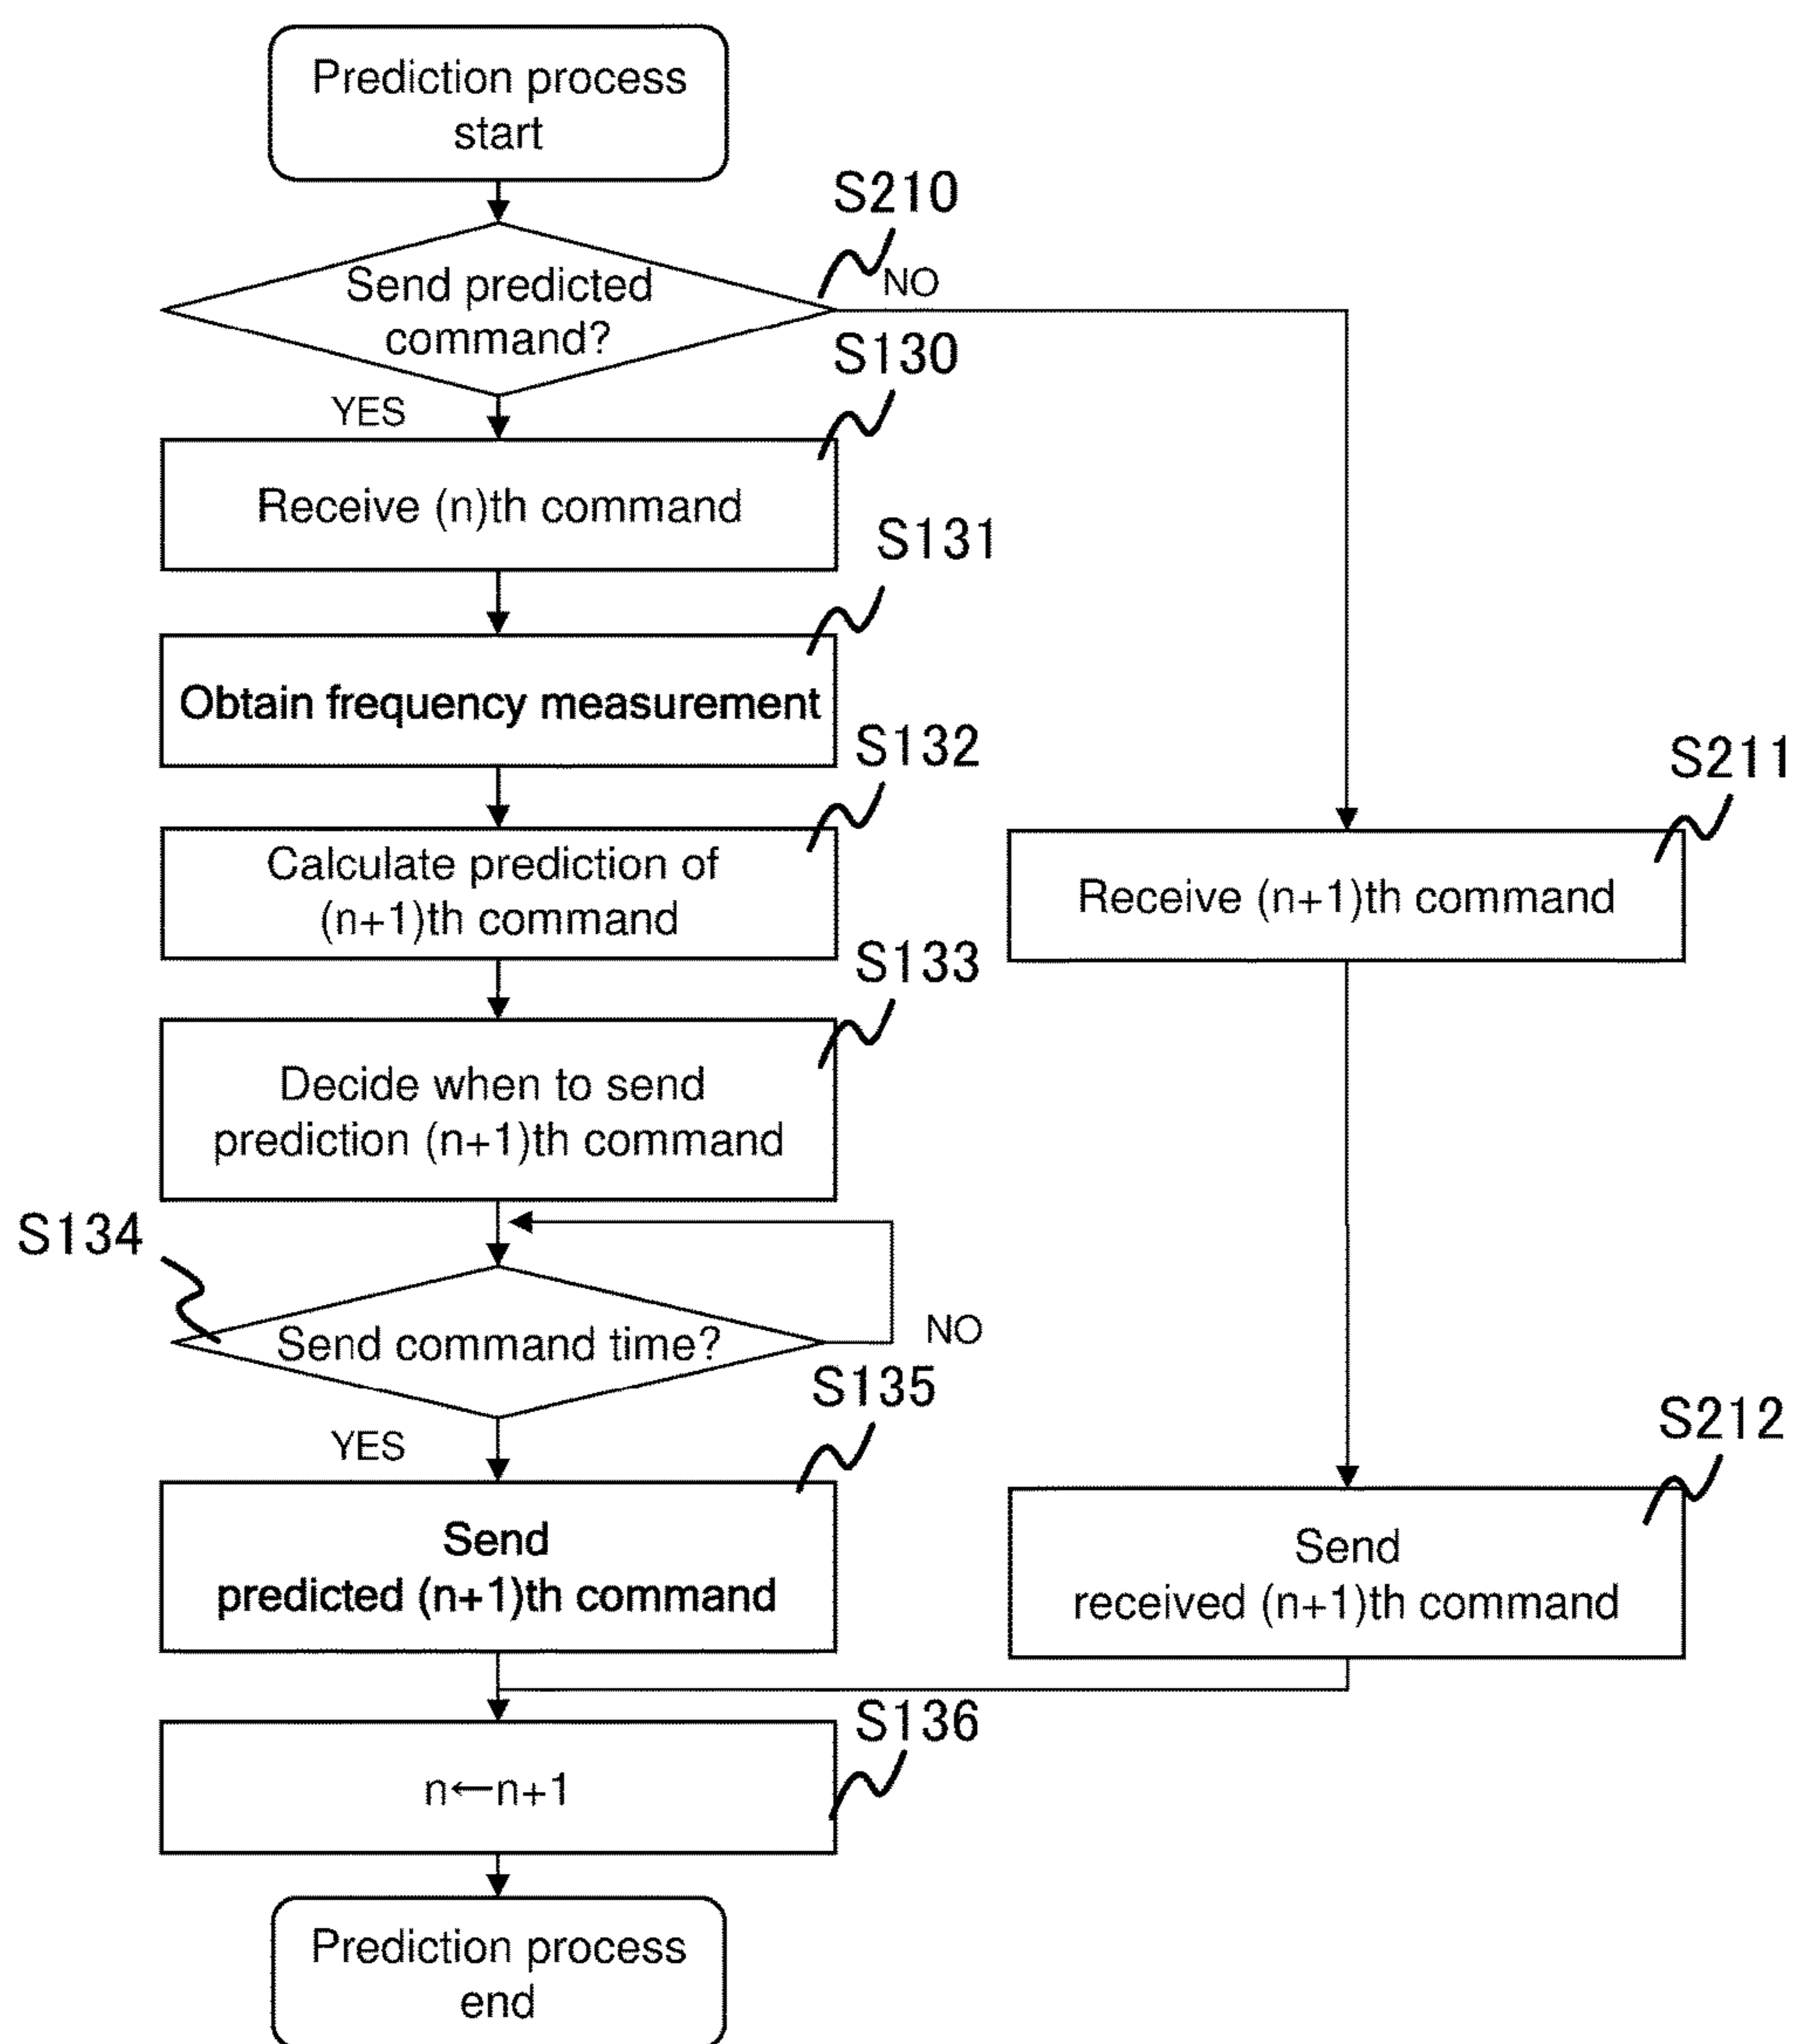 Prediction process
start
S210
Send predicted
command?
NO
S130
YES
Receive (n)th command
S131
Obtain frequency measurement
S132
Calculate prediction of
(n+1)th command
S211
Receive (n+1)th command
S133
Decide when to send
prediction (n+1)th command
S134
Send command time?
NO
S135
YES
Send
predicted (n+1)th command
S212
Send
received (n+1)th command
S136
n←n+1
Prediction process
end